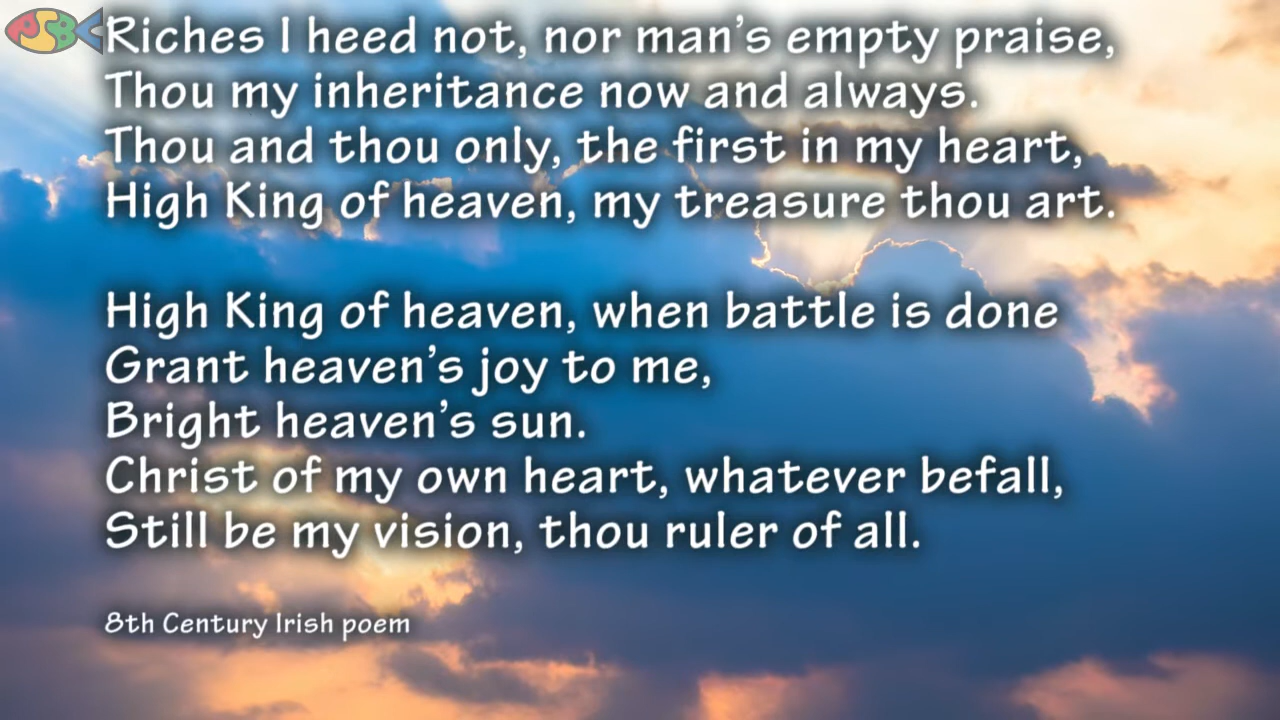 PSBC
Riches I heed not, nor man's empty praise,
Thou my inheritance now and always.
Thou and thou only, the first in my heart,
High King of heaven, my treasure thou art.
High King of heaven, when battle is done
Grant heaven's joy to me,
Bright heaven's sun.
Christ of my own heart, whatever befall,
Still be my vision, thou ruler of all.
8th Century Irish poem